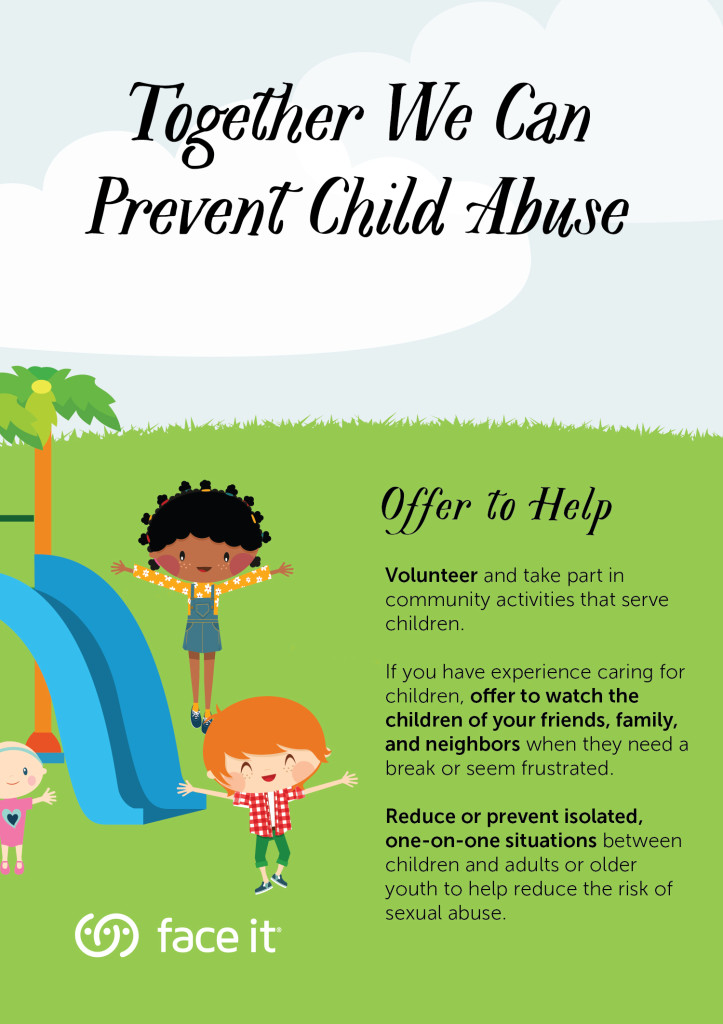 Together We Can
Prevent Child Abuse
Offer to Help
Volunteer and take part in
community activities that serve
children.
If you have experience caring for
children, offer to watch the
children of your friends, family,
and neighbors when they need a
break or seem frustrated.
Reduce or prevent isolated,
one-on-one situations between
children and adults or older
youth to help reduce the risk of
sexual abuse.
face it®